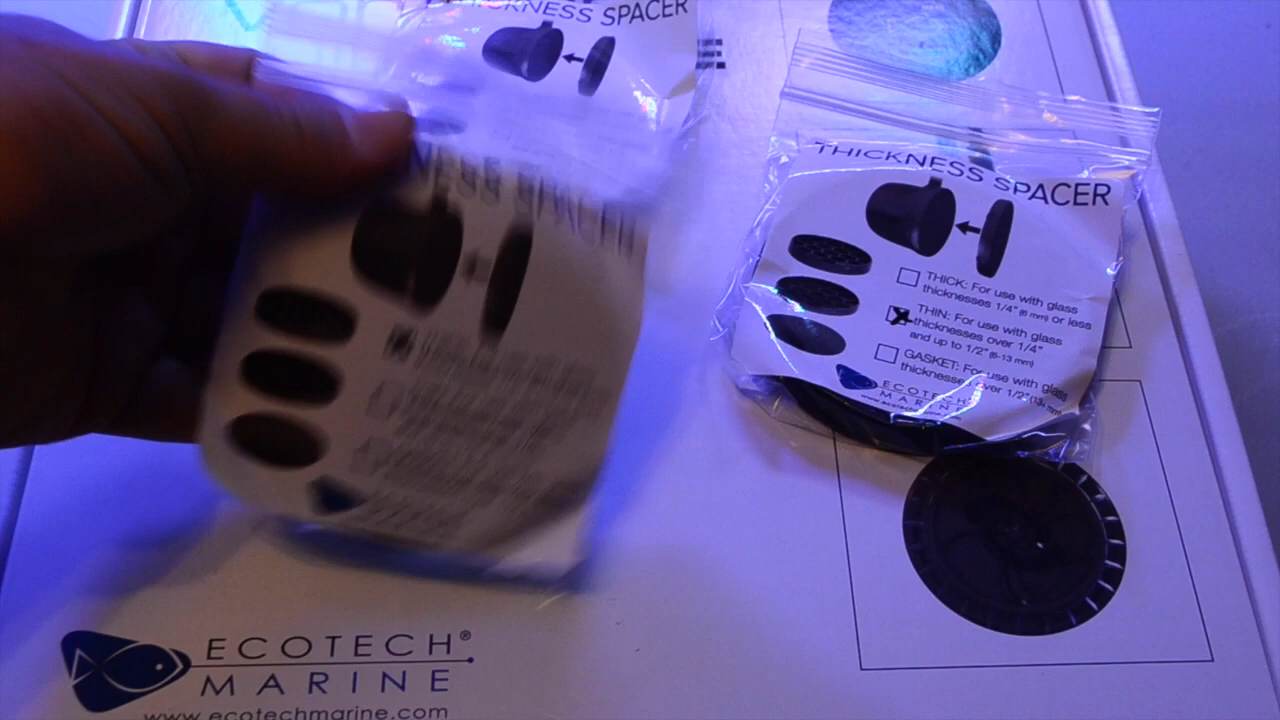 THICKNESS SPACER
THICKNESS SPACER
THICK: For use with glass
thicknesses 1/4" (6 mm) or less
THIN: For use with glass
thicknesses over 1/4"
and up to 1/2" (6-13 mm)
GASKET: For use with glass
thicknesses over 1/2" (13+ mm)
ECOTECH
MARINE
ECOTECH®
MARINE
www.ecotechmarine.com